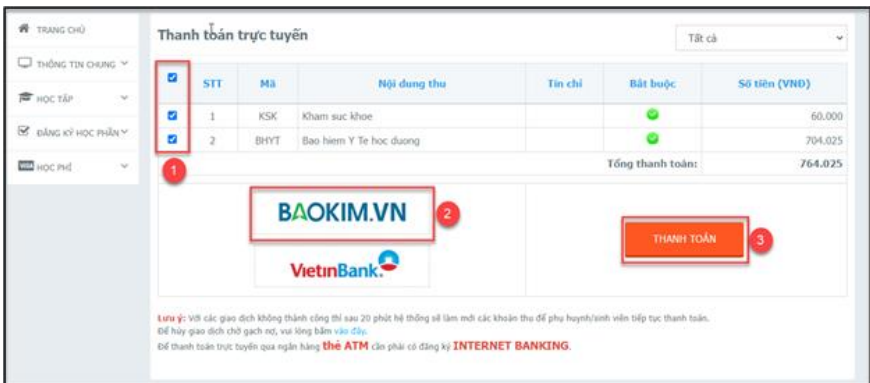 TRANG CHỦ
THÔNG TIN CHUNG
HỌC TẬP
ĐĂNG KÝ HỌC PHẦN
VISA HỌC PHÍ
Thanh toán trực tuyến
Tất cả
STT Mã Nội dung thu Tín chỉ Bắt buộc Số tiền (VNĐ)
1 KSK Kham suc khoe 60.000
2 BHYT Bao hiem Y Te hoc duong 704.025
Tổng thanh toán: 764.025
1
BAOKIM.VN 2
VietinBank
THANH TOÁN 3
Lưu ý: Với các giao dịch không thành công thì sau 20 phút hệ thống sẽ làm mới các khoản thu để phụ huynh/sinh viên tiếp tục thanh toán.
Để hủy giao dịch chờ gạch nợ, vui lòng bấm vào đây.
Để thanh toán trực tuyến qua ngân hàng thẻ ATM cần phải có đăng ký INTERNET BANKING.